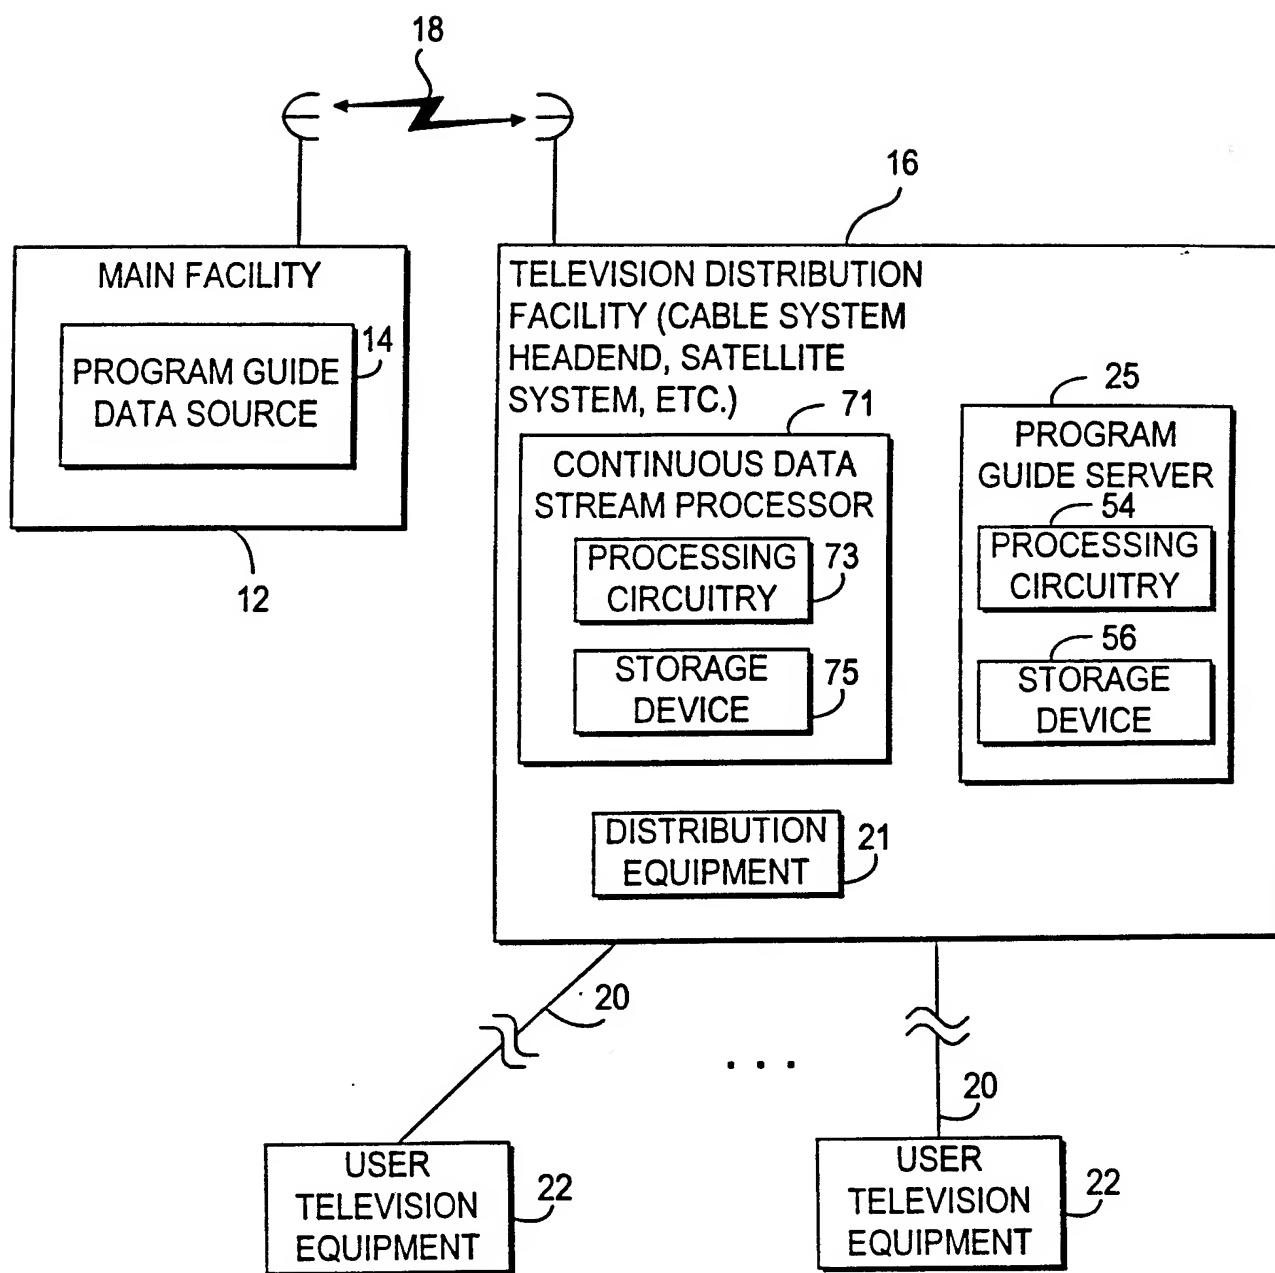 18
16
MAIN FACILITY
14
PROGRAM GUIDE
DATA SOURCE
12
TELEVISION DISTRIBUTION
FACILITY (CABLE SYSTEM
HEADEND, SATELLITE
SYSTEM, ETC.)
71
CONTINUOUS DATA
STREAM PROCESSOR
PROCESSING
CIRCUITRY
73
STORAGE
DEVICE
75
25
PROGRAM
GUIDE SERVER
54
PROCESSING
CIRCUITRY
56
STORAGE
DEVICE
DISTRIBUTION
EQUIPMENT
21
20
. . .
20
USER
TELEVISION
EQUIPMENT
22
USER
TELEVISION
EQUIPMENT
22